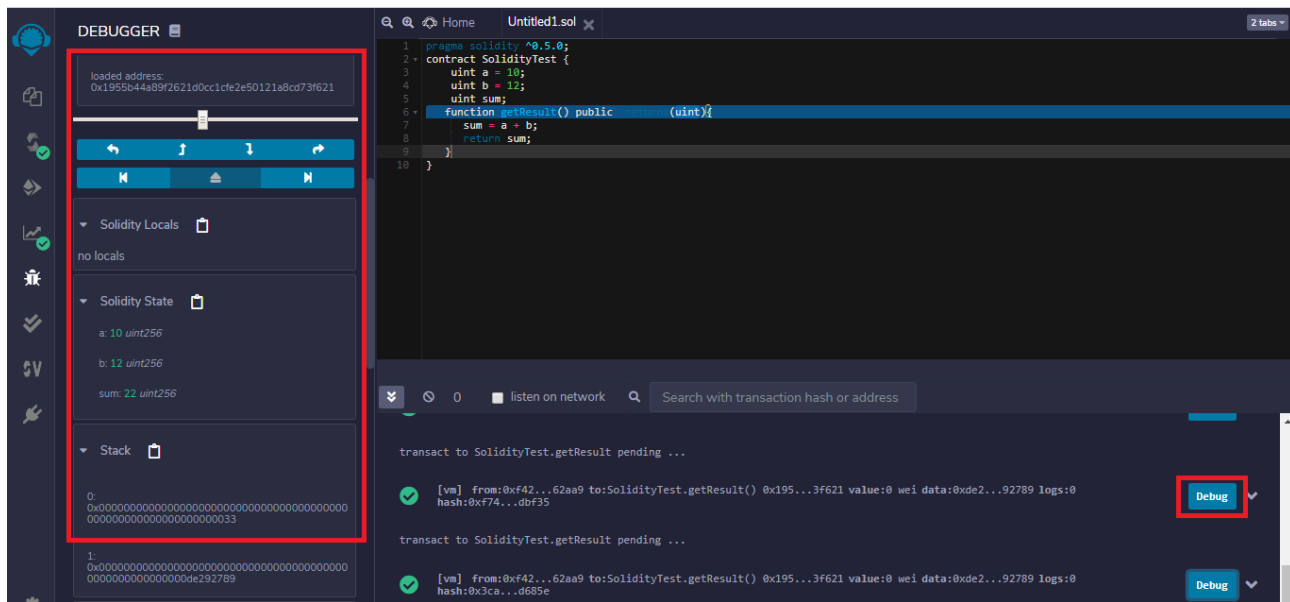 DEBUGGER
loaded address:
0x1955b44a89f2621d0cc1cfe2e50121a8cd73f621
Solidity Locals
no locals
Solidity State
a: 10 uint256
b: 12 uint256
sum: 22 uint256
Stack
0:
0x00000000000000000000000000000000000000
00000000000000000000000033
1:
0x00000000000000000000000000000000000000
000000000000000000de292789
Home
Untitled1.sol
2 tabs
1 pragma solidity ^0.5.0;
2 contract SolidityTest {
3 uint a = 10;
4 uint b = 12;
5 uint sum;
6 function getResult() public returns (uint){
7 sum = a + b;
8 return sum;
9 }
10 }
0
listen on network
Search with transaction hash or address
transact to SolidityTest.getResult pending ...
[vm] from:0xf42...62aa9 to:SolidityTest.getResult() 0x195...3f621 value:0 wei data:0xde2...92789 logs:0
hash:0xf74...dbf35
Debug
transact to SolidityTest.getResult pending ...
[vm] from:0xf42...62aa9 to:SolidityTest.getResult() 0x195...3f621 value:0 wei data:0xde2...92789 logs:0
hash:0x3ca...d685e
Debug